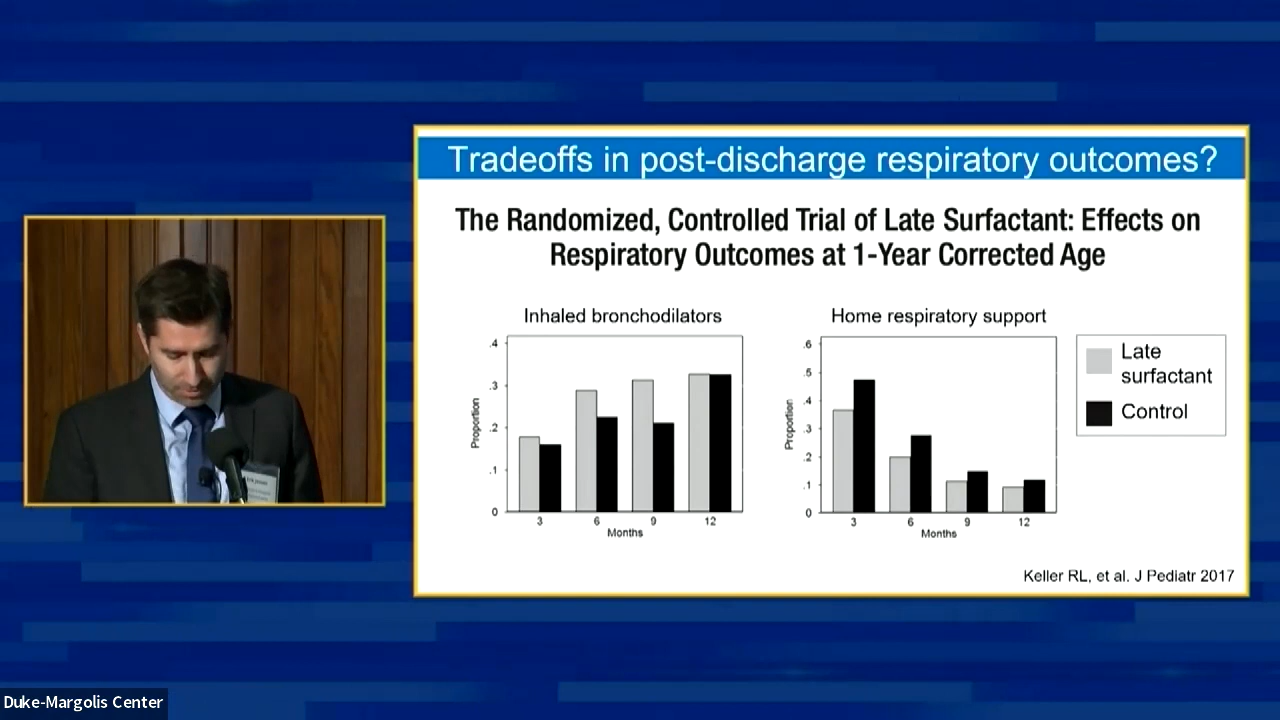 Tradeoffs in post-discharge respiratory outcomes?
The Randomized, Controlled Trial of Late Surfactant: Effects on
Respiratory Outcomes at 1-Year Corrected Age
Inhaled bronchodilators
.4
.3
.2
.1
0
Proportion
3 6 9 12
Months
Home respiratory support
.6
.5
.4
.3
.2
.1
0
Proportion
3 6 9 12
Months
Late
surfactant
Control
Keller RL, et al. J Pediatr 2017
Duke-Margolis Center